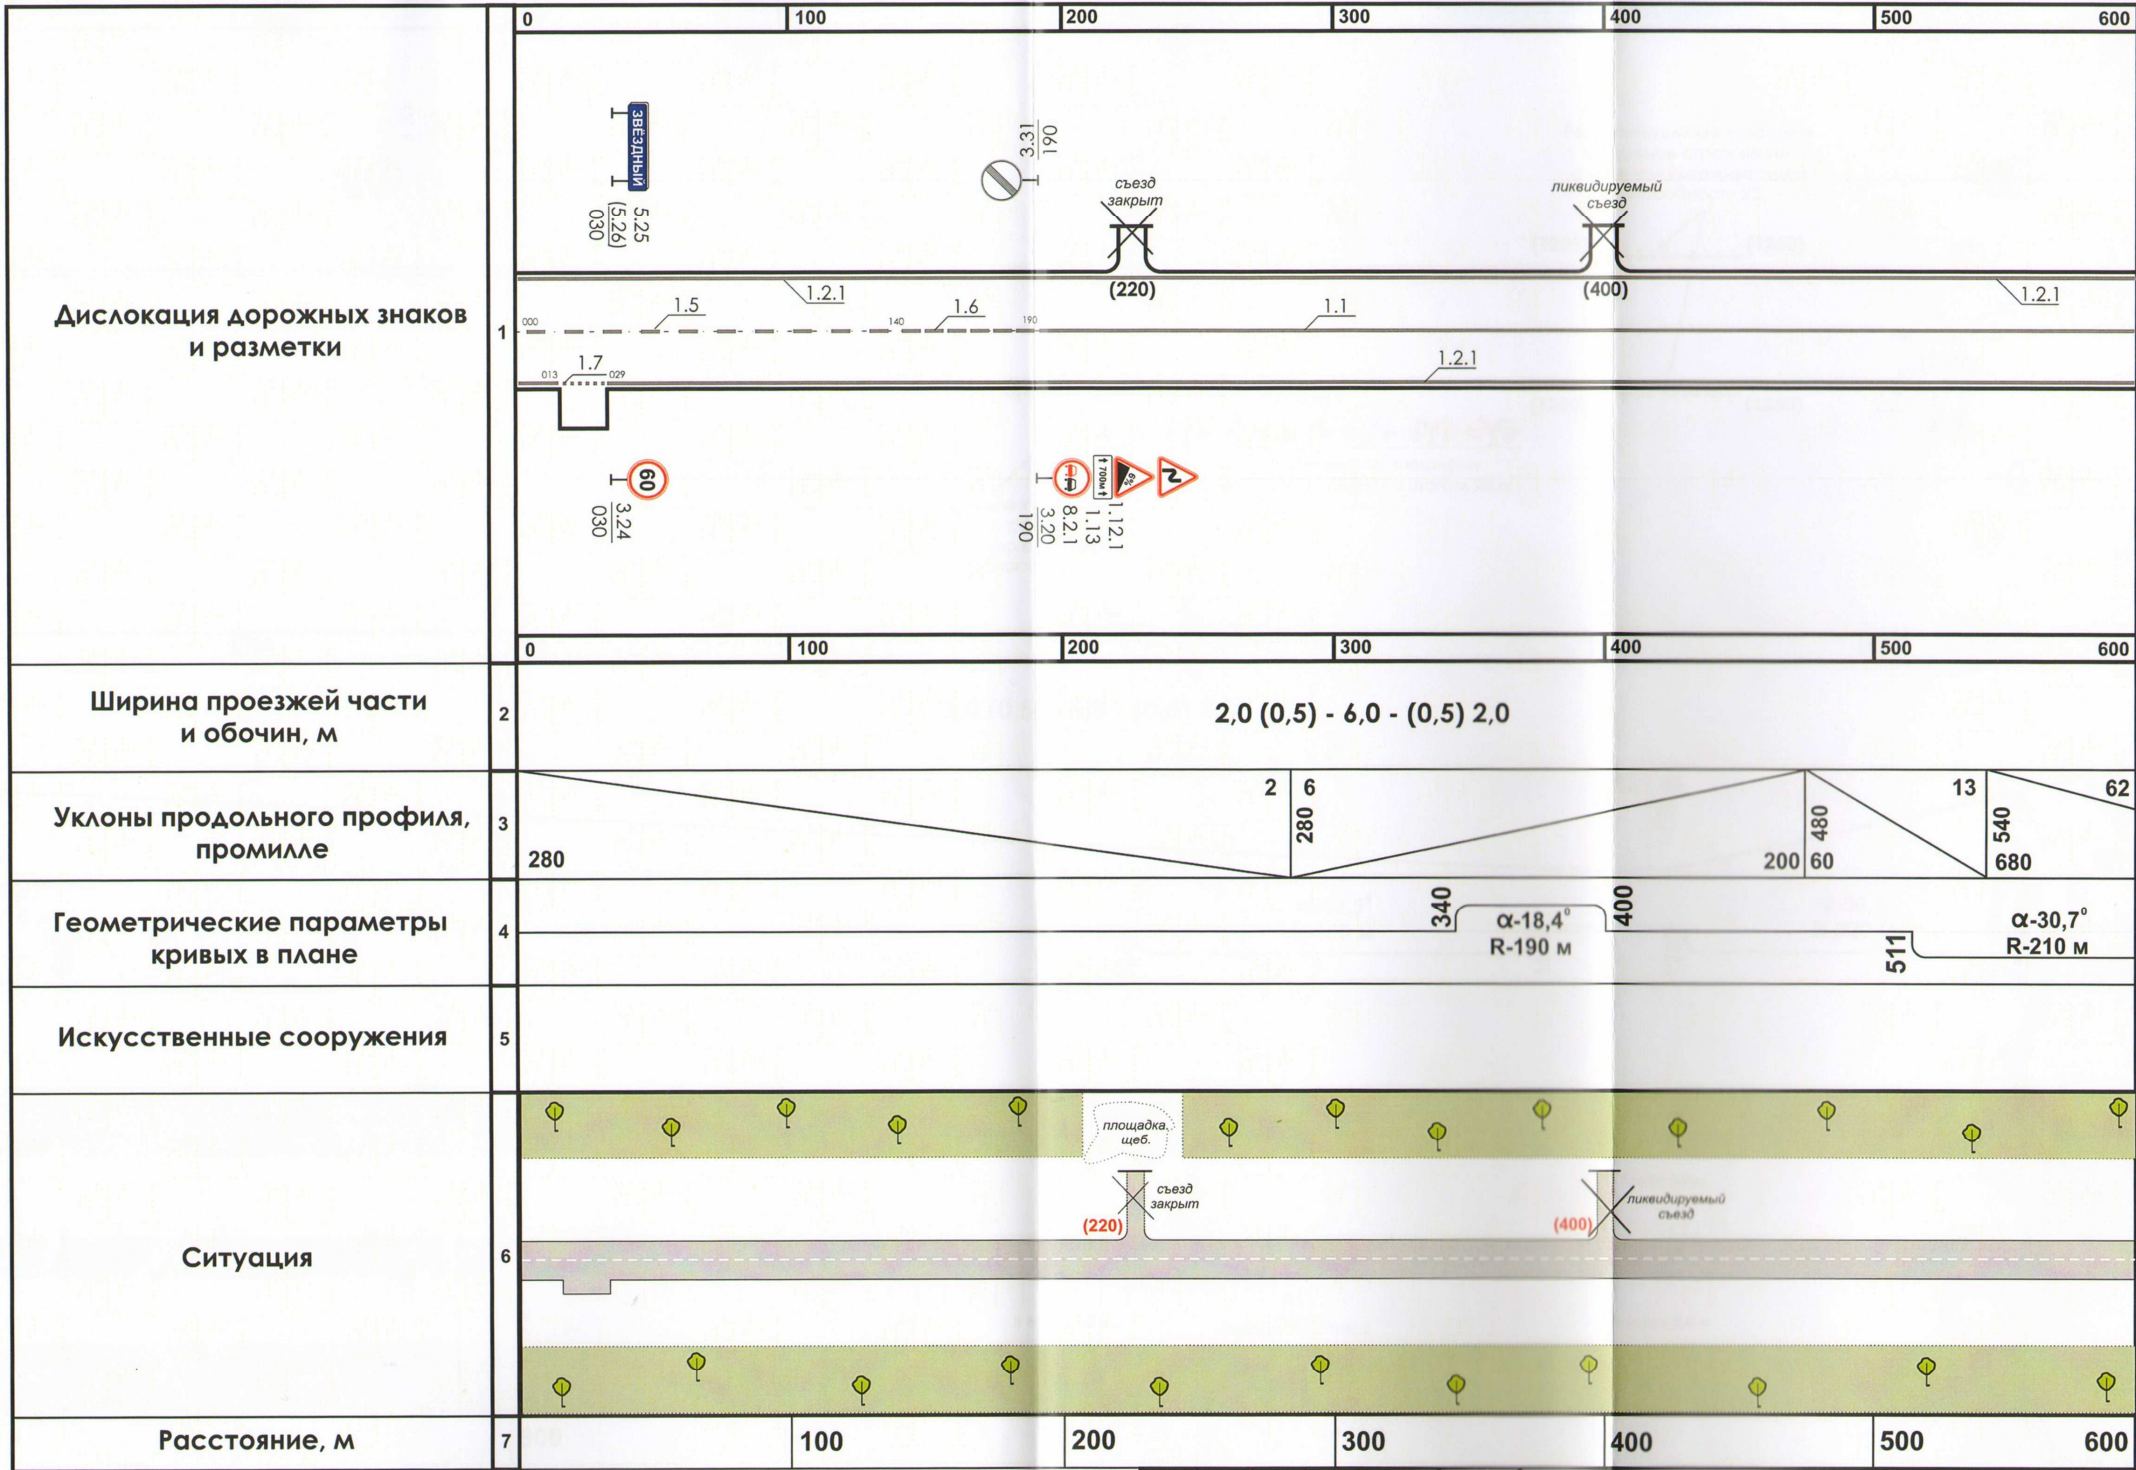 0 100 200 300 400 500 600
Дислокация дорожных знаков
и разметки
1
ЗВЁЗДНЫЙ
5.25
(5.26)
030
3.31
190
съезд
закрыт
ликвидируемый
съезд
(220)
(400)
1.2.1
1.2.1
1.5
1.6
1.1
000
140
190
1.7
1.2.1
013
029
60
3.24
030
700м
6%
1.12.1
1.13
8.2.1
3.20
190
0 100 200 300 400 500 600
Ширина проезжей части
и обочин, м
2
2,0 (0,5) - 6,0 - (0,5) 2,0
Уклоны продольного профиля,
промилле
3
280
2 6
280
480
200 60
13
540
680
62
Геометрические параметры
кривых в плане
4
340
α-18,4°
R-190 м
400
511
α-30,7°
R-210 м
Искусственные сооружения
5
Ситуация
6
площадка
щеб.
съезд
закрыт
(220)
ликвидируемый
съезд
(400)
Расстояние, м
7
100 200 300 400 500 600